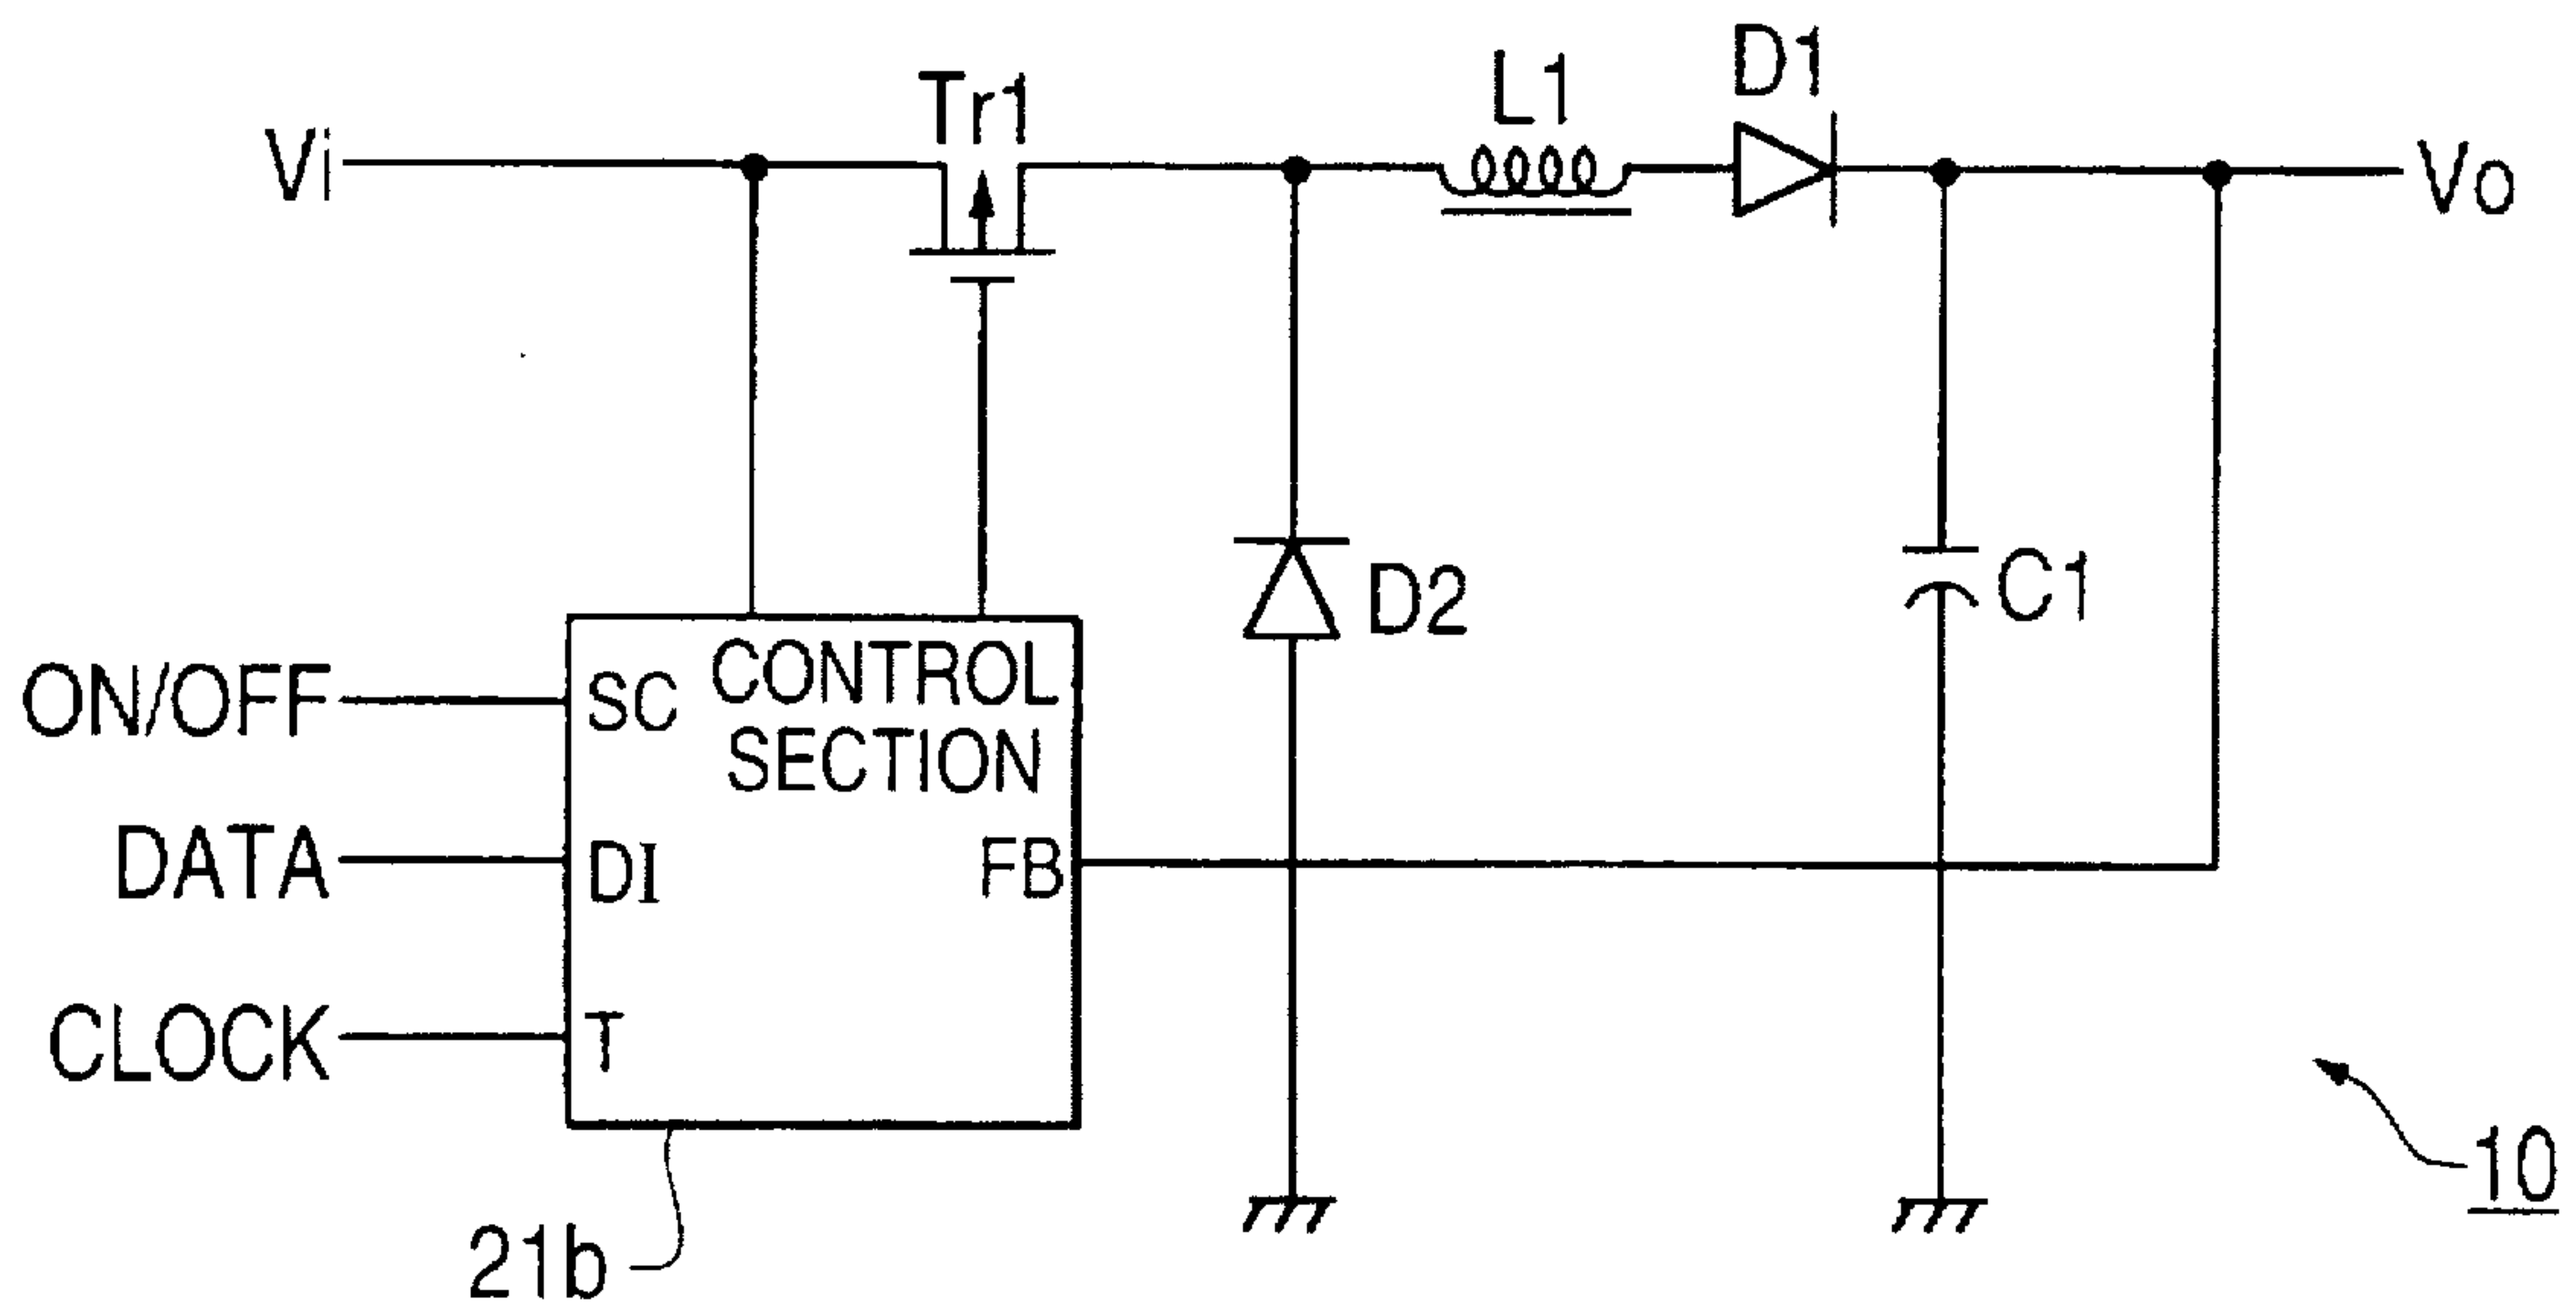 D1
L1
Tr1
Vi
Vo
D2
C1
ON/OFF
SC
CONTROL
SECTION
DATA
DI
FB
CLOCK
T
10
21b